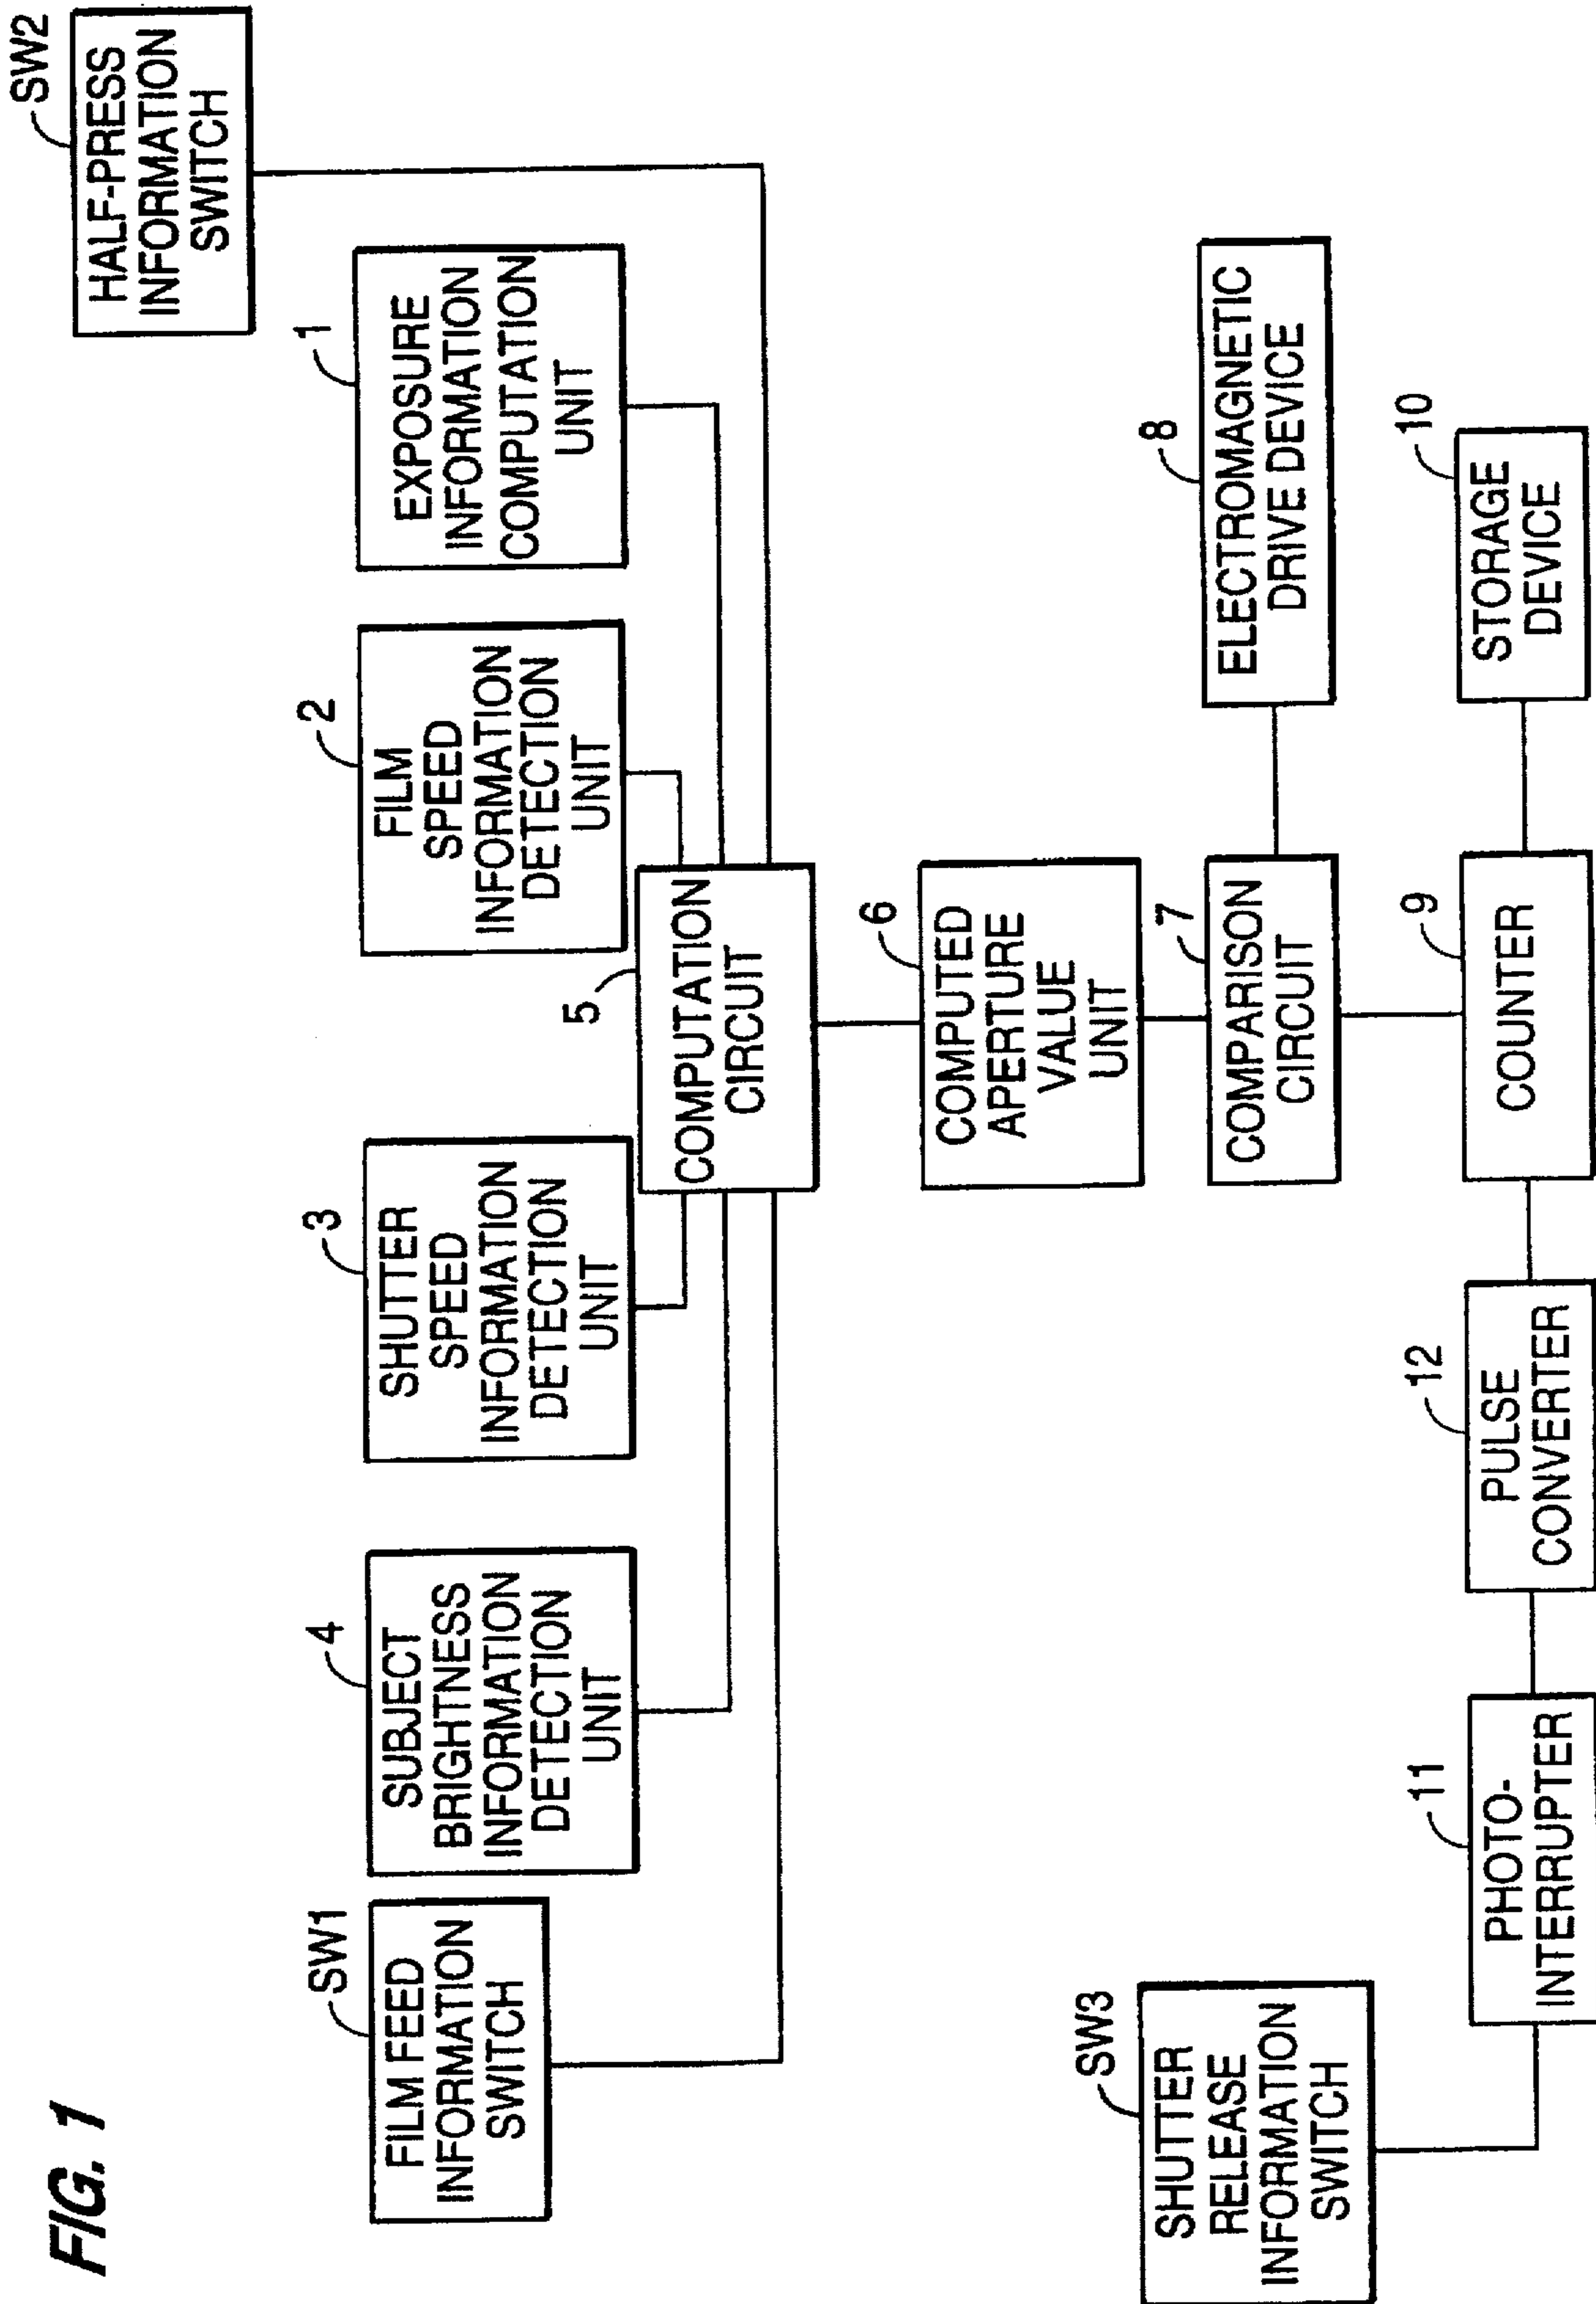 FIG. 1
SW1
FILM FEED
INFORMATION
SWITCH
4
SUBJECT
BRIGHTNESS
INFORMATION
DETECTION
UNIT
3
SHUTTER
SPEED
INFORMATION
DETECTION
UNIT
2
FILM
SPEED
INFORMATION
DETECTION
UNIT
1
EXPOSURE
INFORMATION
COMPUTATION
UNIT
SW2
HALF-PRESS
INFORMATION
SWITCH
5
COMPUTATION
CIRCUIT
6
COMPUTED
APERTURE
VALUE
UNIT
7
COMPARISON
CIRCUIT
8
ELECTROMAGNETIC
DRIVE DEVICE
SW3
SHUTTER
RELEASE
INFORMATION
SWITCH
11
PHOTO-
INTERRUPTER
12
PULSE
CONVERTER
9
COUNTER
10
STORAGE
DEVICE